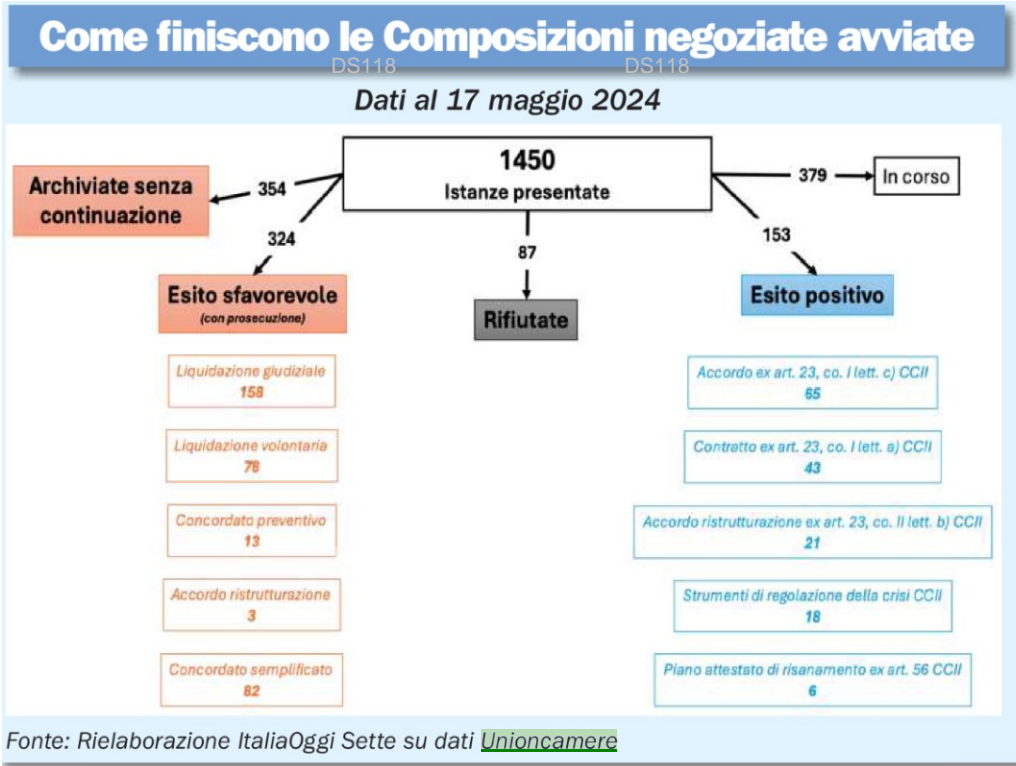 Come finiscono le Composizioni negoziate avviate
DS118 DS118
Dati al 17 maggio 2024
1450
Istanze presentate
Archiviate senza
continuazione
354
379
In corso
324
87
153
Esito sfavorevole
(con prosecuzione)
Rifiutate
Esito positivo
Liquidazione giudiziale
158
Liquidazione volontaria
78
Concordato preventivo
13
Accordo ristrutturazione
3
Concordato semplificato
82
Accordo ex art. 23, co. I lett. c) CCII
65
Contratto ex art. 23, co. I lett. a) CCII
43
Accordo ristrutturazione ex art. 23, co. II lett. b) CCII
21
Strumenti di regolazione della crisi CCII
18
Piano attestato di risanamento ex art. 56 CCII
6
Fonte: Rielaborazione ItaliaOggi Sette su dati Unioncamere